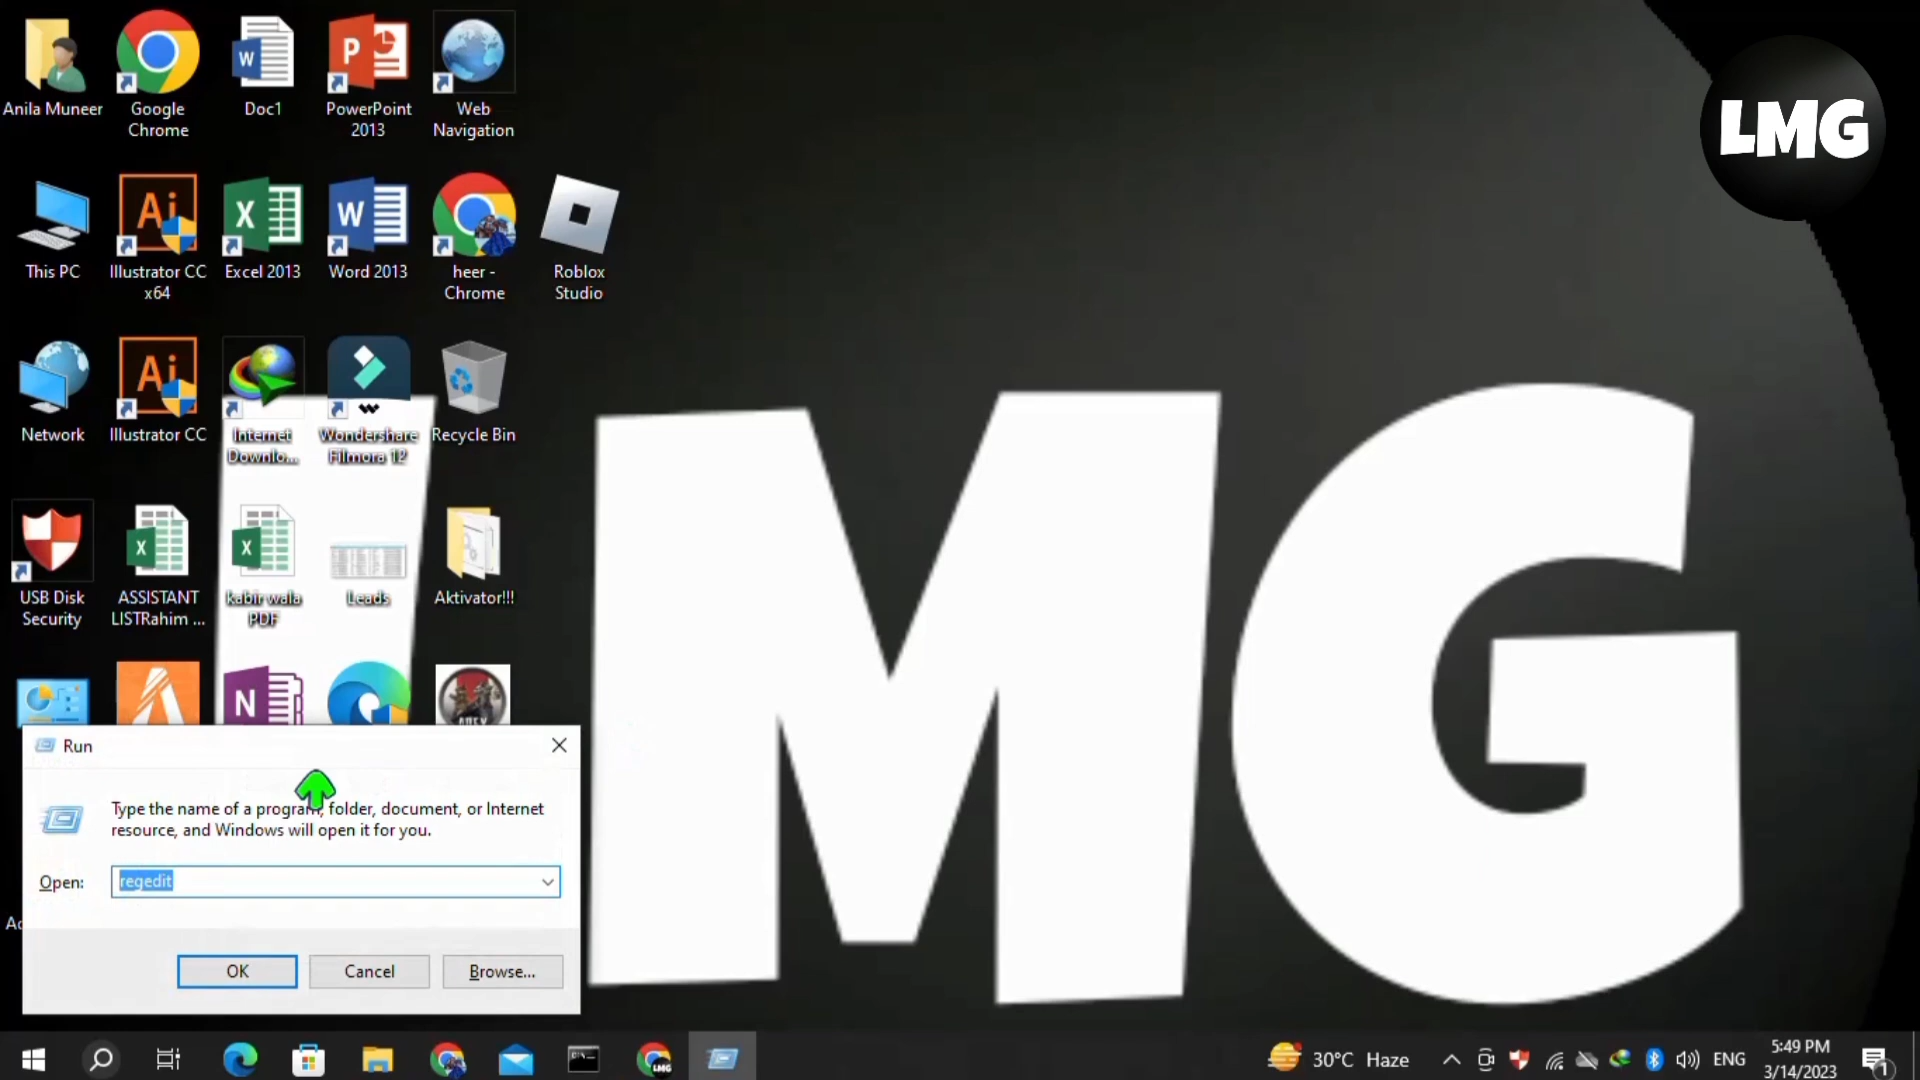 Anila Muneer
Google
Chrome
Doc1
PowerPoint
2013
Web
Navigation
LMG
This PC
Illustrator CC
x64
Excel 2013
Word 2013
heer -
Chrome
Roblox
Studio
Network
Illustrator CC
Internet
Downlo...
Wondershare
Filmora 12
Recycle Bin
USB Disk
Security
ASSISTANT
LISTRahim ...
kabir wala
PDF
Leads
Aktivator!!!
MG
Run
Type the name of a program, folder, document, or Internet
resource, and Windows will open it for you.
Open:
regedit
OK
Cancel
Browse...
30°C Haze
ENG
5:49 PM
3/14/2023
1